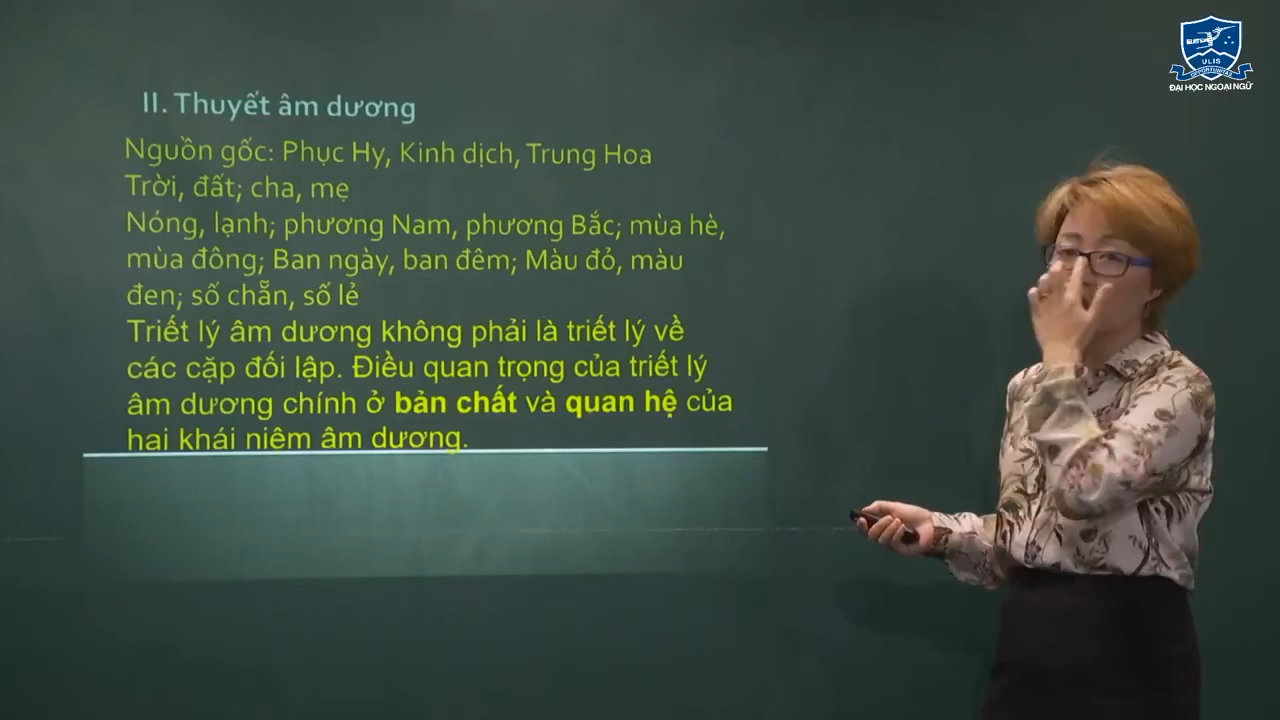 II. Thuyết âm dương
Nguồn gốc: Phục Hy, Kinh dịch, Trung Hoa
Trời, đất; cha, mẹ
Nóng, lạnh; phương Nam, phương Bắc; mùa hè,
mùa đông; Ban ngày, ban đêm; Màu đỏ, màu
đen; số chẵn, số lẻ
Triết lý âm dương không phải là triết lý về
các cặp đối lập. Điều quan trọng của triết lý
âm dương chính ở bản chất và quan hệ của
hai khái niệm âm dương.
ULIS
ĐẠI HỌC NGOẠI NGỮ